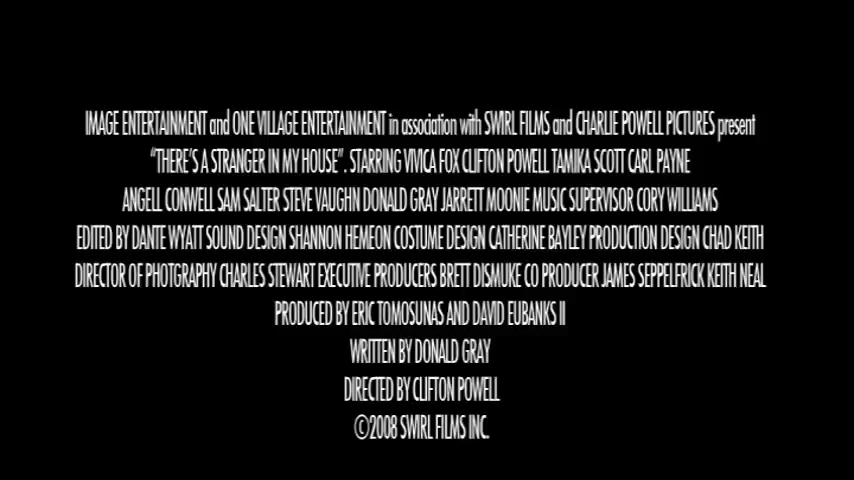 IMAGE ENTERTAINMENT and ONE VILLAGE ENTERTAINMENT in association with SWIRL FILMS and CHARLIE POWELL PICTURES present
“THERE’S A STRANGER IN MY HOUSE”. STARRING VIVICA FOX CLIFTON POWELL TAMIKA SCOTT CARL PAYNE
ANGELL CONWELL SAM SALTER STEVE VAUGHN DONALD GRAY JARRETT MOONIE MUSIC SUPERVISOR CORY WILLIAMS
EDITED BY DANTE WYATT SOUND DESIGN SHANNON HEMEON COSTUME DESIGN CATHERINE BAYLEY PRODUCTION DESIGN CHAD KEITH
DIRECTOR OF PHOTGRAPHY CHARLES STEWART EXECUTIVE PRODUCERS BRETT DISMUKE CO PRODUCER JAMES SEPPELFRICK KEITH NEAL
PRODUCED BY ERIC TOMOSUNAS AND DAVID EUBANKS II
WRITTEN BY DONALD GRAY
DIRECTED BY CLIFTON POWELL
©2008 SWIRL FILMS INC.